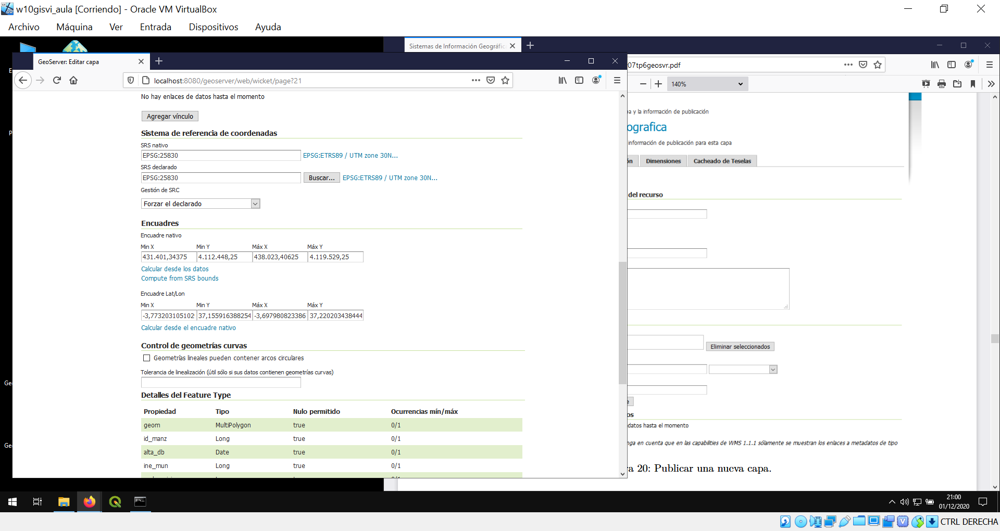 w10gisvi_aula [Corriendo] - Oracle VM VirtualBox
Archivo Máquina Ver Entrada Dispositivos Ayuda
Sistemas de Información Geográfic
GeoServer: Editar capa
07tp6geosvr.pdf
localhost:8080/geoserver/web/wicket/page?21
140%
No hay enlaces de datos hasta el momento
Agregar vínculo
Sistema de referencia de coordenadas
SRS nativo
EPSG:25830 EPSG:ETRS89 / UTM zone 30N...
SRS declarado
EPSG:25830 Buscar... EPSG:ETRS89 / UTM zone 30N...
Gestión de SRC
Forzar el declarado
Encuadres
Encuadre nativo
Min X Min Y Máx X Máx Y
431.401,34375 4.112.448,25 438.023,40625 4.119.529,25
Calcular desde los datos
Compute from SRS bounds
Encuadre Lat/Lon
Min X Min Y Máx X Máx Y
-3,773203105102 37,155916388254 -3,697980823386 37,220203438444
Calcular desde el encuadre nativo
Control de geometrías curvas
Geometrías lineales pueden contener arcos circulares
Tolerancia de linealización (útil sólo si sus datos contienen geometrías curvas)
Detalles del Feature Type
Propiedad Tipo Nulo permitido Ocurrencias mín/máx
geom MultiPolygon true 0/1
id_manz Long true 0/1
alta_db Date true 0/1
ine_mun Long true 0/1
a y la información de publicación
ografica
información de publicación para esta capa
ón Dimensiones Cacheado de Teselas
del recurso
Eliminar seleccionados
e
os
datos hasta el momento
nga en cuenta que en las capabilities de WMS 1.1.1 sólamente se muestran los enlaces a metadatos de tipo
a 20: Publicar una nueva capa.
E
P
Ge
Ge
21:00
01/12/2020
CTRL DERECHA